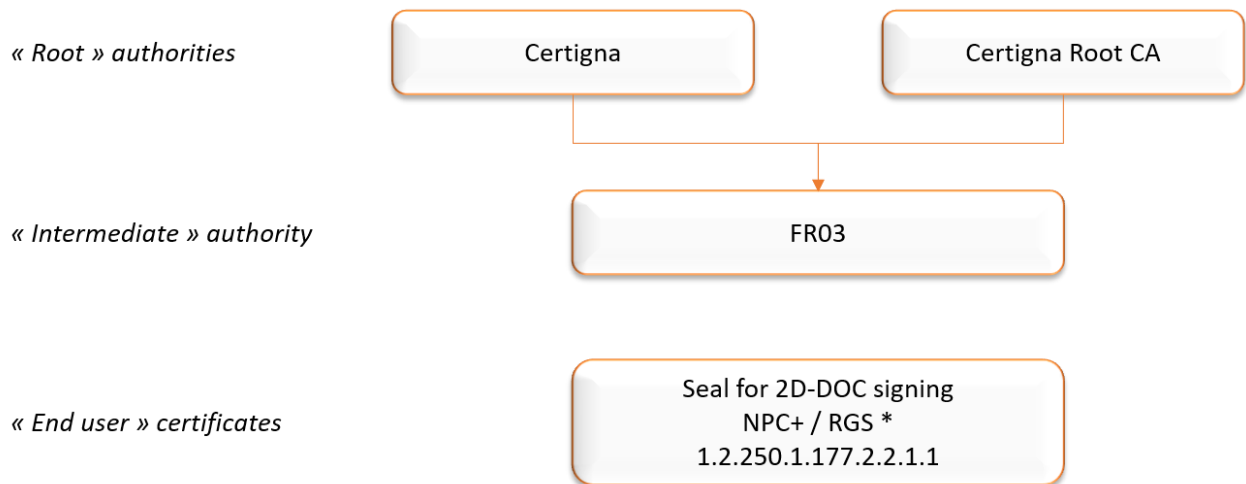 « Root » authorities
Certigna
Certigna Root CA
« Intermediate » authority
FR03
« End user » certificates
Seal for 2D-DOC signing
NPC+ / RGS *
1.2.250.1.177.2.2.1.1